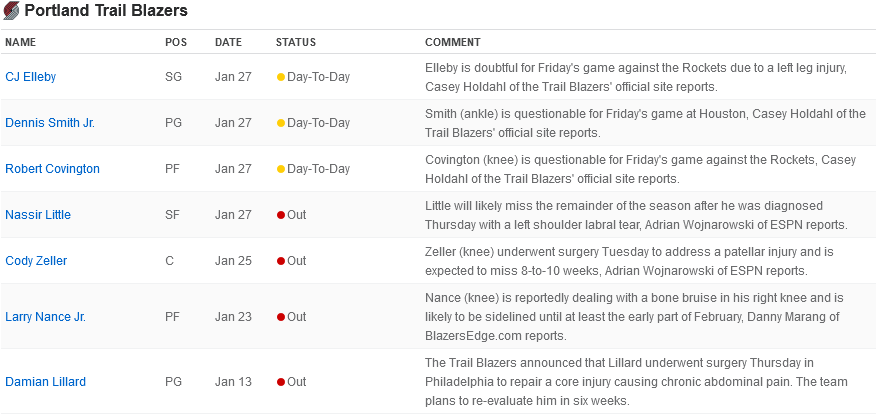 Portland Trail Blazers
NAME POS DATE STATUS COMMENT
CJ Elleby SG Jan 27 Day-To-Day Elleby is doubtful for Friday's game against the Rockets due to a left leg injury,
Casey Holdahl of the Trail Blazers' official site reports.
Dennis Smith Jr. PG Jan 27 Day-To-Day Smith (ankle) is questionable for Friday's game at Houston, Casey Holdahl of the
Trail Blazers' official site reports.
Robert Covington PF Jan 27 Day-To-Day Covington (knee) is questionable for Friday's game against the Rockets, Casey
Holdahl of the Trail Blazers' official site reports.
Nassir Little SF Jan 27 Out Little will likely miss the remainder of the season after he was diagnosed
Thursday with a left shoulder labral tear, Adrian Wojnarowski of ESPN reports.
Cody Zeller C Jan 25 Out Zeller (knee) underwent surgery Tuesday to address a patellar injury and is
expected to miss 8-to-10 weeks, Adrian Wojnarowski of ESPN reports.
Larry Nance Jr. PF Jan 23 Out Nance (knee) is reportedly dealing with a bone bruise in his right knee and is
likely to be sidelined until at least the early part of February, Danny Marang of
BlazersEdge.com reports.
Damian Lillard PG Jan 13 Out The Trail Blazers announced that Lillard underwent surgery Thursday in
Philadelphia to repair a core injury causing chronic abdominal pain. The team
plans to re-evaluate him in six weeks.